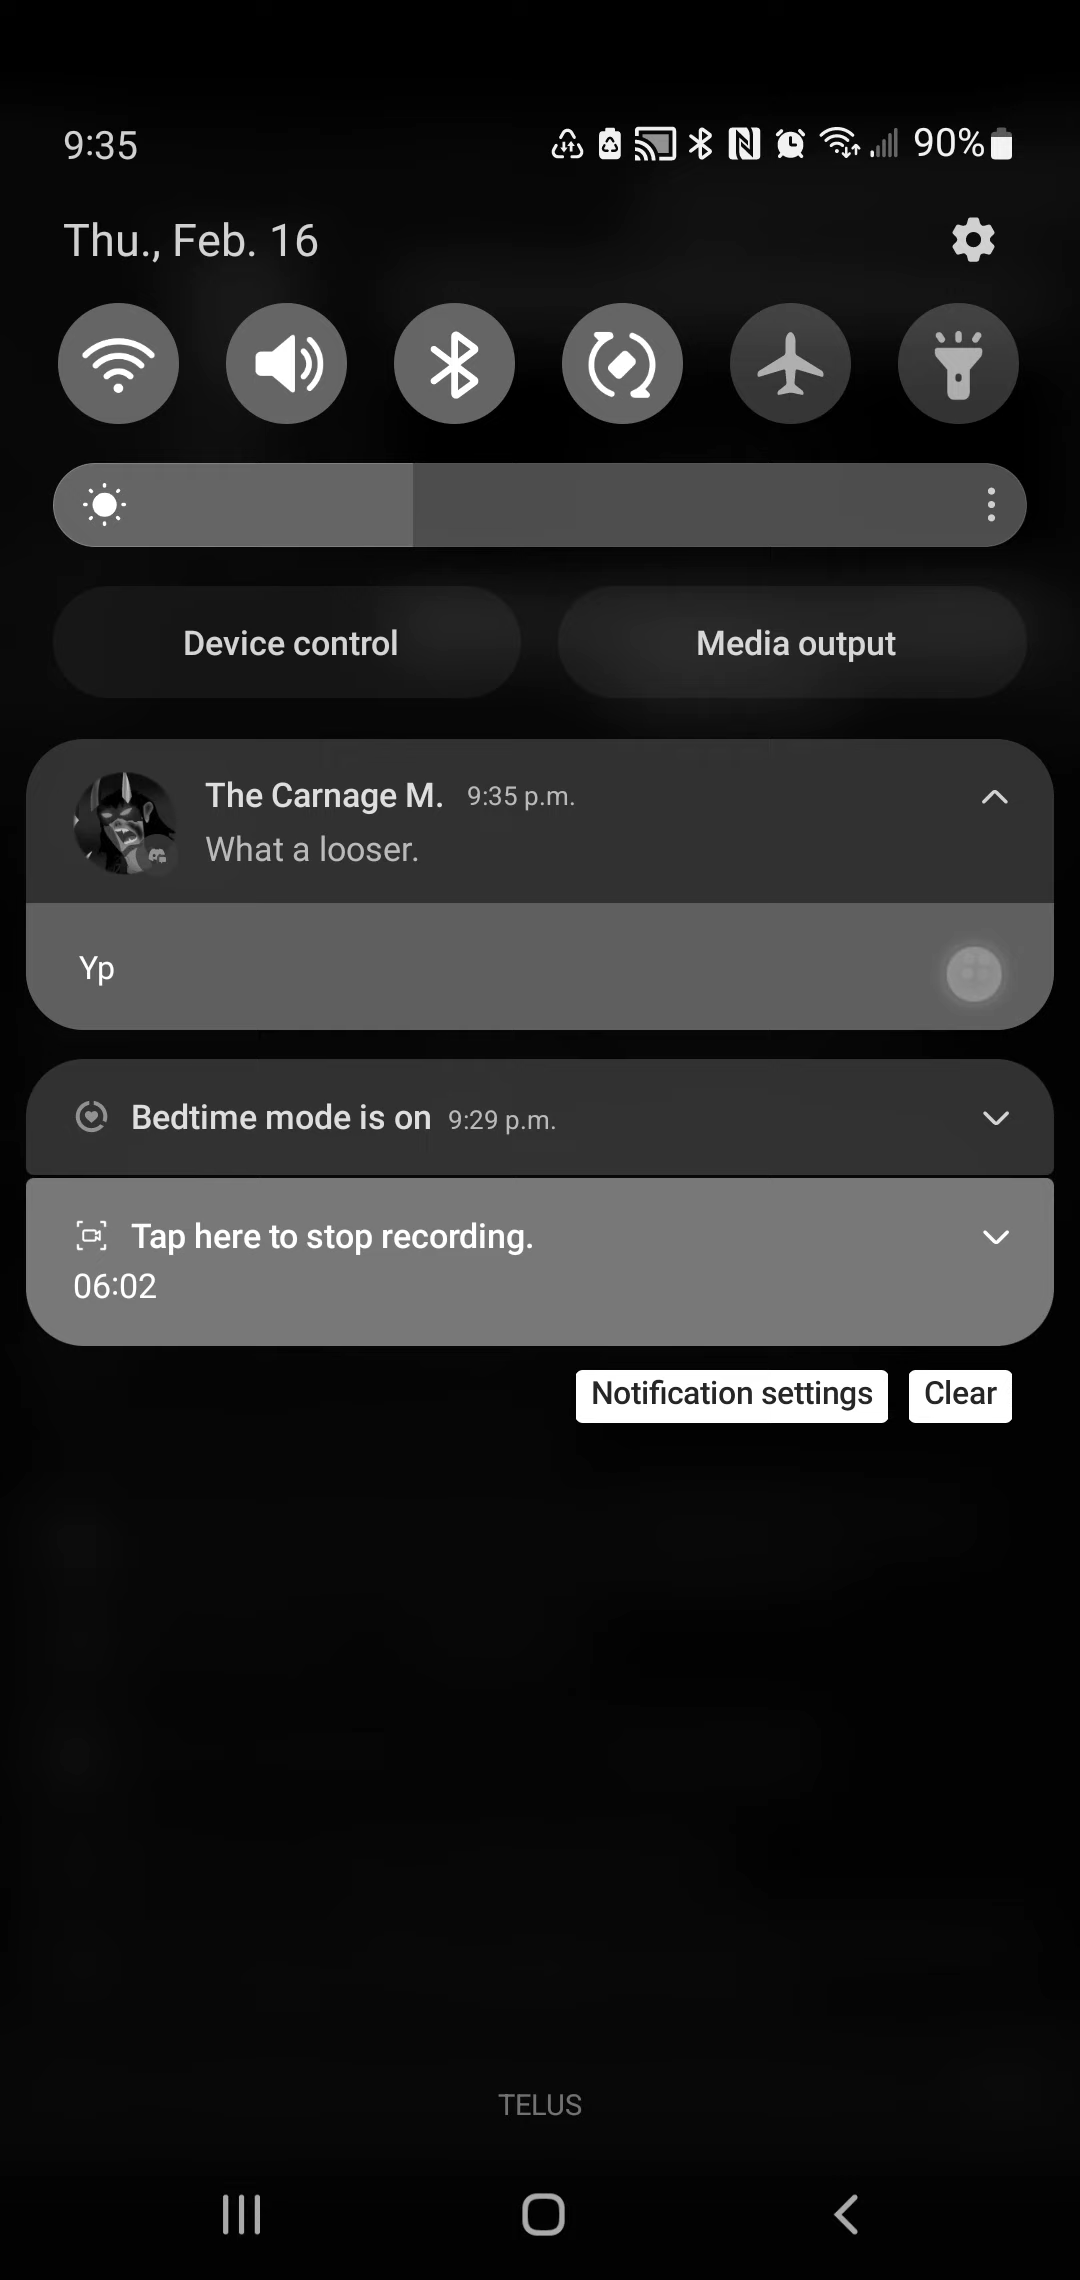 9:35
90%
Thu., Feb. 16
Device control
Media output
The Carnage M. 9:35 p.m.
What a looser.
Yp
Bedtime mode is on 9:29 p.m.
Tap here to stop recording.
06:02
Notification settings
Clear
TELUS